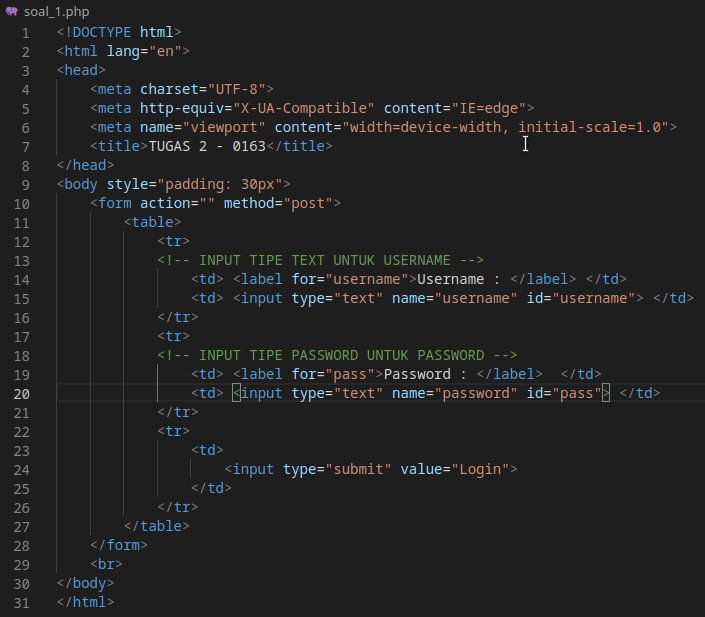 soal_1.php
1 <!DOCTYPE html>
2 <html lang="en">
3 <head>
4     <meta charset="UTF-8">
5     <meta http-equiv="X-UA-Compatible" content="IE=edge">
6     <meta name="viewport" content="width=device-width, initial-scale=1.0">
7     <title>TUGAS 2 - 0163</title>
8 </head>
9 <body style="padding: 30px">
10     <form action="" method="post">
11         <table>
12             <tr>
13             <!-- INPUT TIPE TEXT UNTUK USERNAME -->
14                 <td> <label for="username">Username : </label> </td>
15                 <td> <input type="text" name="username" id="username"> </td>
16             </tr>
17             <tr>
18             <!-- INPUT TIPE PASSWORD UNTUK PASSWORD -->
19                 <td> <label for="pass">Password : </label>  </td>
20                 <td> <input type="text" name="password" id="pass"> </td>
21             </tr>
22             <tr>
23                 <td>
24                     <input type="submit" value="Login">
25                 </td>
26             </tr>
27         </table>
28     </form>
29     <br>
30 </body>
31 </html>